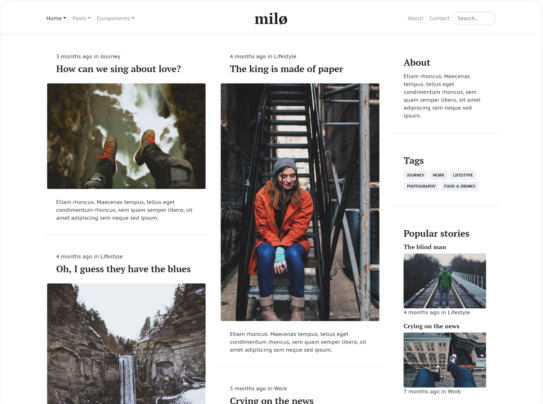 Home Posts Components
milø
About Contact Search..
3 months ago in Journey
How can we sing about love?
Etiam rhoncus. Maecenas tempus, tellus eget
condimentum rhoncus, sem quam semper libero, sit
amet adipiscing sem neque sed ipsum.
4 months ago in Lifestyle
Oh, I guess they have the blues
4 months ago in Lifestyle
The king is made of paper
Etiam rhoncus. Maecenas tempus, tellus eget
condimentum rhoncus, sem quam semper libero, sit
amet adipiscing sem neque sed ipsum.
5 months ago in Work
Crying on the news
About
Etiam rhoncus. Maecenas
tempus, tellus eget
condimentum rhoncus, sem
quam semper libero, sit amet
adipiscing sem neque sed
ipsum.
Tags
JOURNEY WORK LIFESTYPE
PHOTOGRAPHY FOOD & DRINKS
Popular stories
The blind man
4 months ago in Lifestyle
Crying on the news
7 months ago in Work